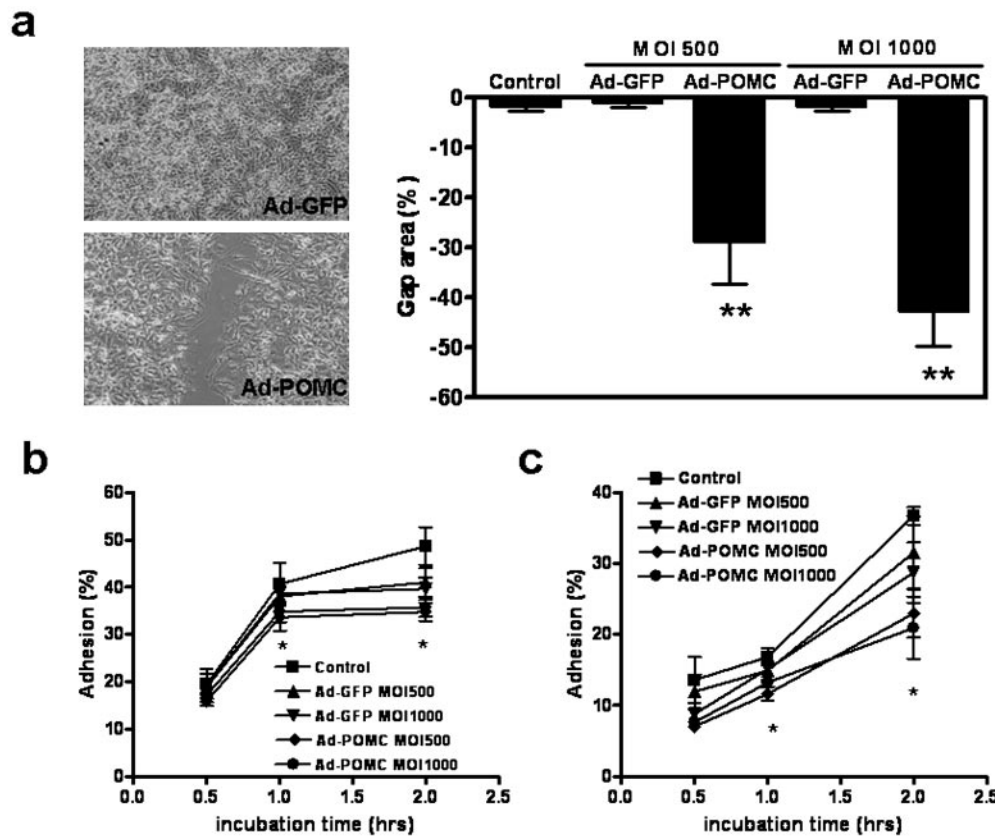 a
Ad-GFP
Ad-POMC
MOI 500 MOI 1000
Control Ad-GFP Ad-POMC Ad-GFP Ad-POMC
0
-10
-20
-30
-40
-50
-60
Gap area (%)
**
**
b
60
50
40
30
20
10
0
Adhesion (%)
* *
Control
Ad-GFP MOI500
Ad-GFP MOI1000
Ad-POMC MOI500
Ad-POMC MOI1000
0.0 0.5 1.0 1.5 2.0 2.5
incubation time (hrs)
c
Control
Ad-GFP MOI500
Ad-GFP MOI1000
Ad-POMC MOI500
Ad-POMC MOI1000
40
30
20
10
0
Adhesion (%)
* *
0.0 0.5 1.0 1.5 2.0 2.5
incubation time (hrs)